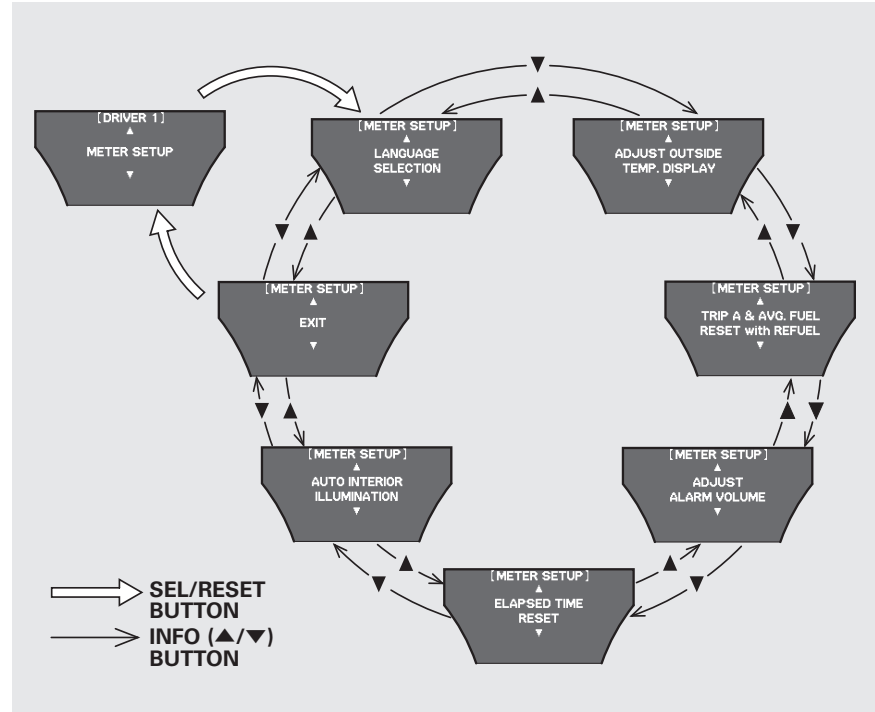 [DRIVER 1]
▲
METER SETUP
▼
[METER SETUP]
▲
LANGUAGE
SELECTION
▼
[METER SETUP]
▲
ADJUST OUTSIDE
TEMP. DISPLAY
▼
[METER SETUP]
▲
TRIP A & AVG. FUEL
RESET with REFUEL
▼
[METER SETUP]
▲
ADJUST
ALARM VOLUME
▼
[METER SETUP]
▲
ELAPSED TIME
RESET
▼
[METER SETUP]
▲
AUTO INTERIOR
ILLUMINATION
▼
[METER SETUP]
▲
EXIT
▼
SEL/RESET
BUTTON
INFO (▲/▼)
BUTTON